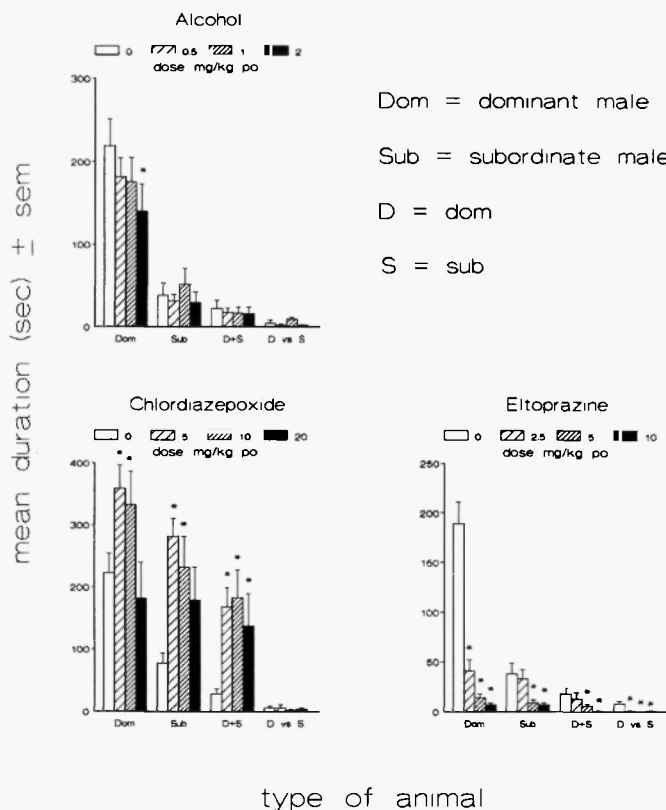 Alcohol
0 0.5 1 2
dose mg/kg po
300
200
100
0
*
Dom Sub D+S D vs S
Dom = dominant male
Sub = subordinate male
D = dom
S = sub
mean duration (sec) ± sem
Chlordiazepoxide
0 5 10 20
dose mg/kg po
400
300
200
100
0
* * * * * * *
Dom Sub D+S D vs S
Eltoprazine
0 2.5 5 10
dose mg/kg po
250
200
150
100
50
0
* * * * * * * * * *
Dom Sub D+S D vs S
type of animal